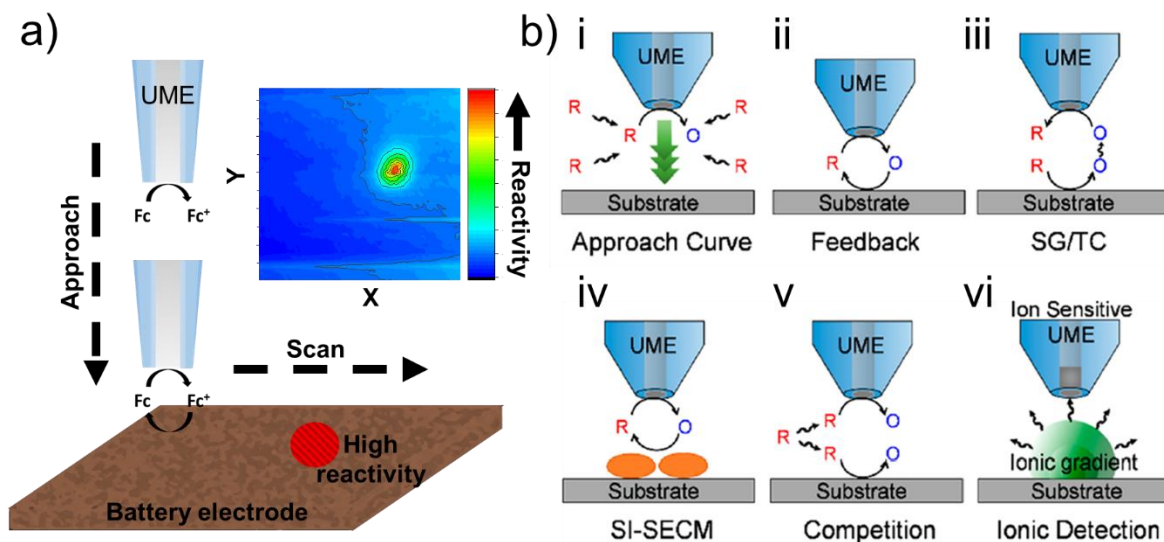 a)
UME
Fc Fc⁺
Approach
Y
X
Reactivity
Scan
Fc Fc⁺
High
reactivity
Battery electrode
b)
i
UME
R
R
R O
R
R
Substrate
Approach Curve
ii
UME
R O
Substrate
Feedback
iii
UME
R O
R O
Substrate
SG/TC
iv
UME
R O
Substrate
SI-SECM
v
UME
R O
R
R O
Substrate
Competition
vi
Ion Sensitive
UME
Ionic gradient
Substrate
Ionic Detection